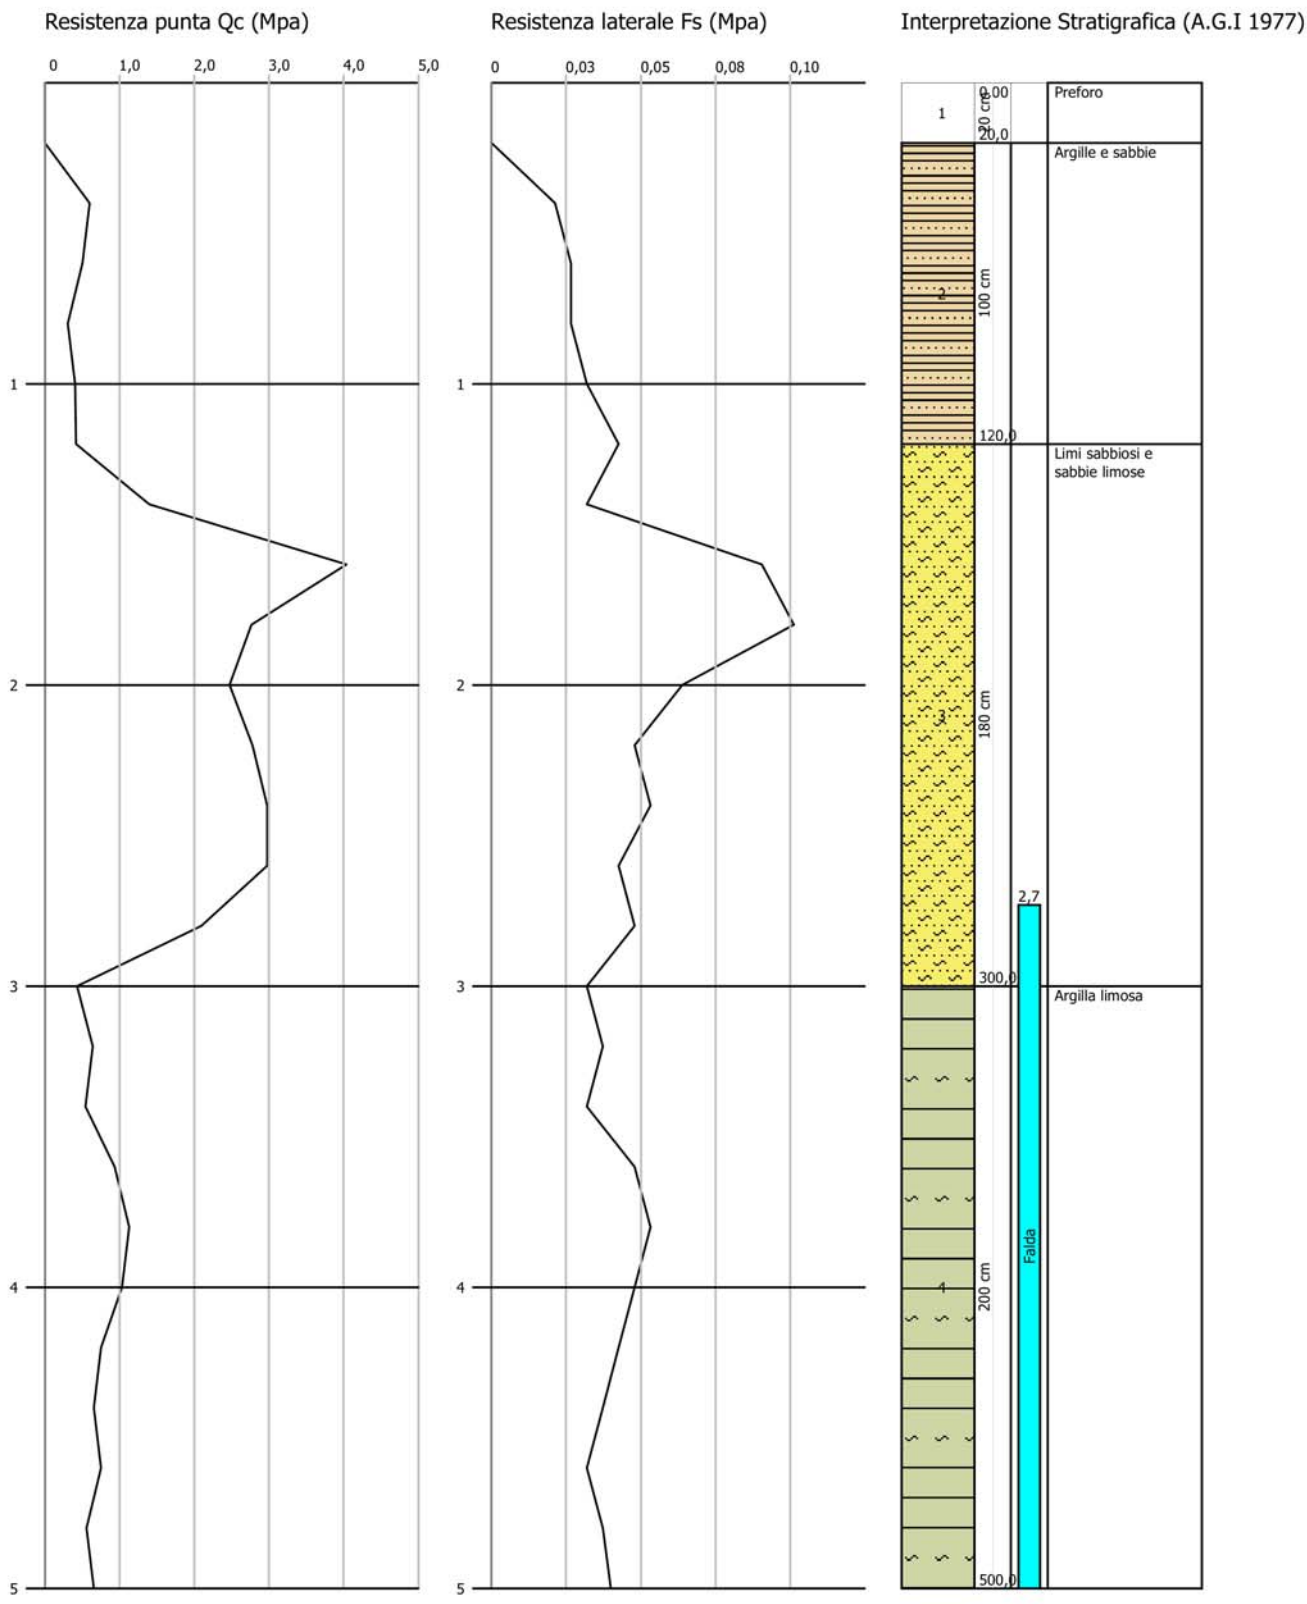 Resistenza punta Qc (Mpa)
0 1,0 2,0 3,0 4,0 5,0
1
2
3
4
5
Resistenza laterale Fs (Mpa)
0 0,03 0,05 0,08 0,10
1
2
3
4
5
Interpretazione Stratigrafica (A.G.I 1977)
1
0,00
20 cm
20,0
Preforo
2
100 cm
120,0
Argille e sabbie
3
180 cm
300,0
Limi sabbiosi e
sabbie limose
2,7
Falda
4
200 cm
500,0
Argilla limosa